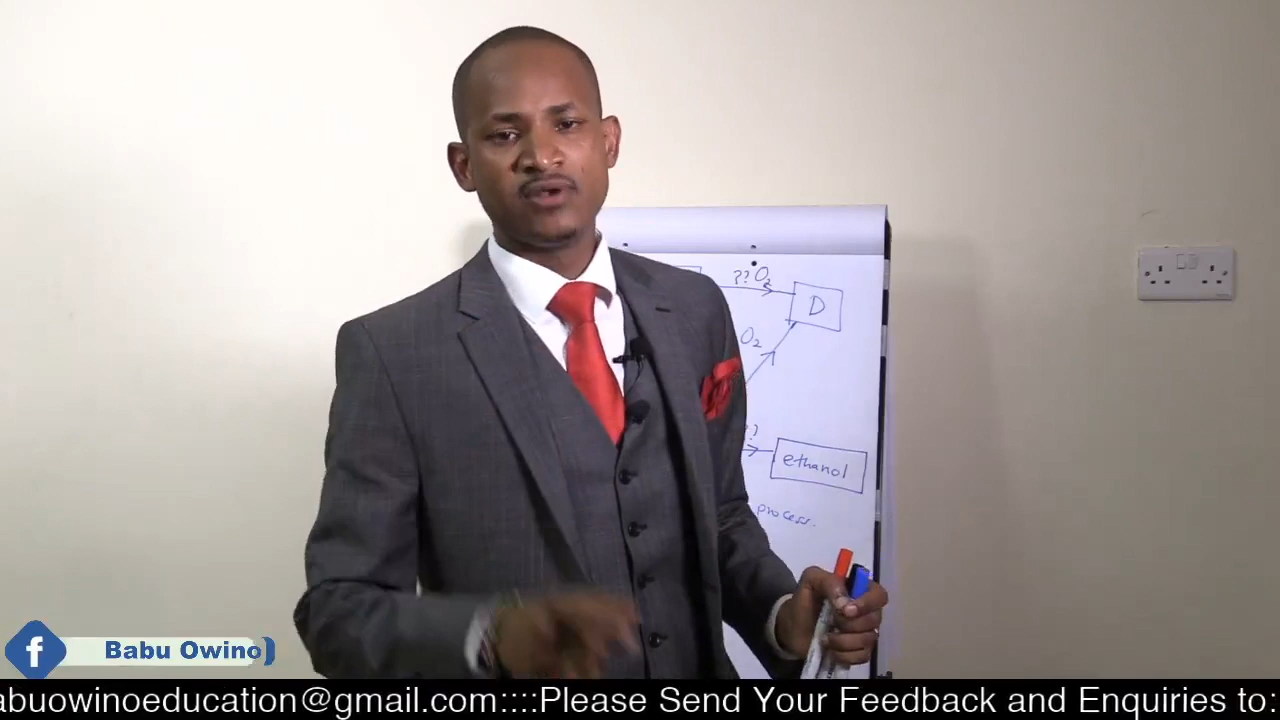 ?? O₂
D
O₂
??
ethanol
process.
f
Babu Owino
abuowinoeducation@gmail.com::::Please Send Your Feedback and Enquiries to: